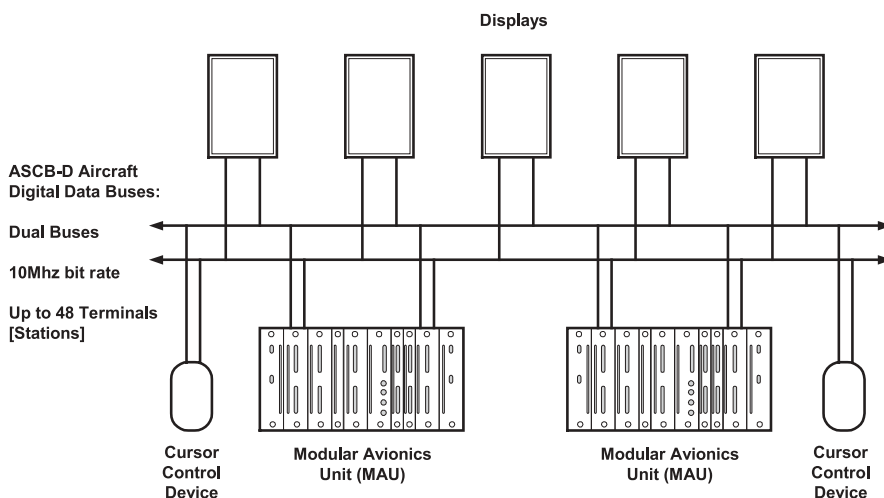 Displays
ASCB-D Aircraft
Digital Data Buses:
Dual Buses
10Mhz bit rate
Up to 48 Terminals
[Stations]
Cursor
Control
Device
Modular Avionics
Unit (MAU)
Modular Avionics
Unit (MAU)
Cursor
Control
Device